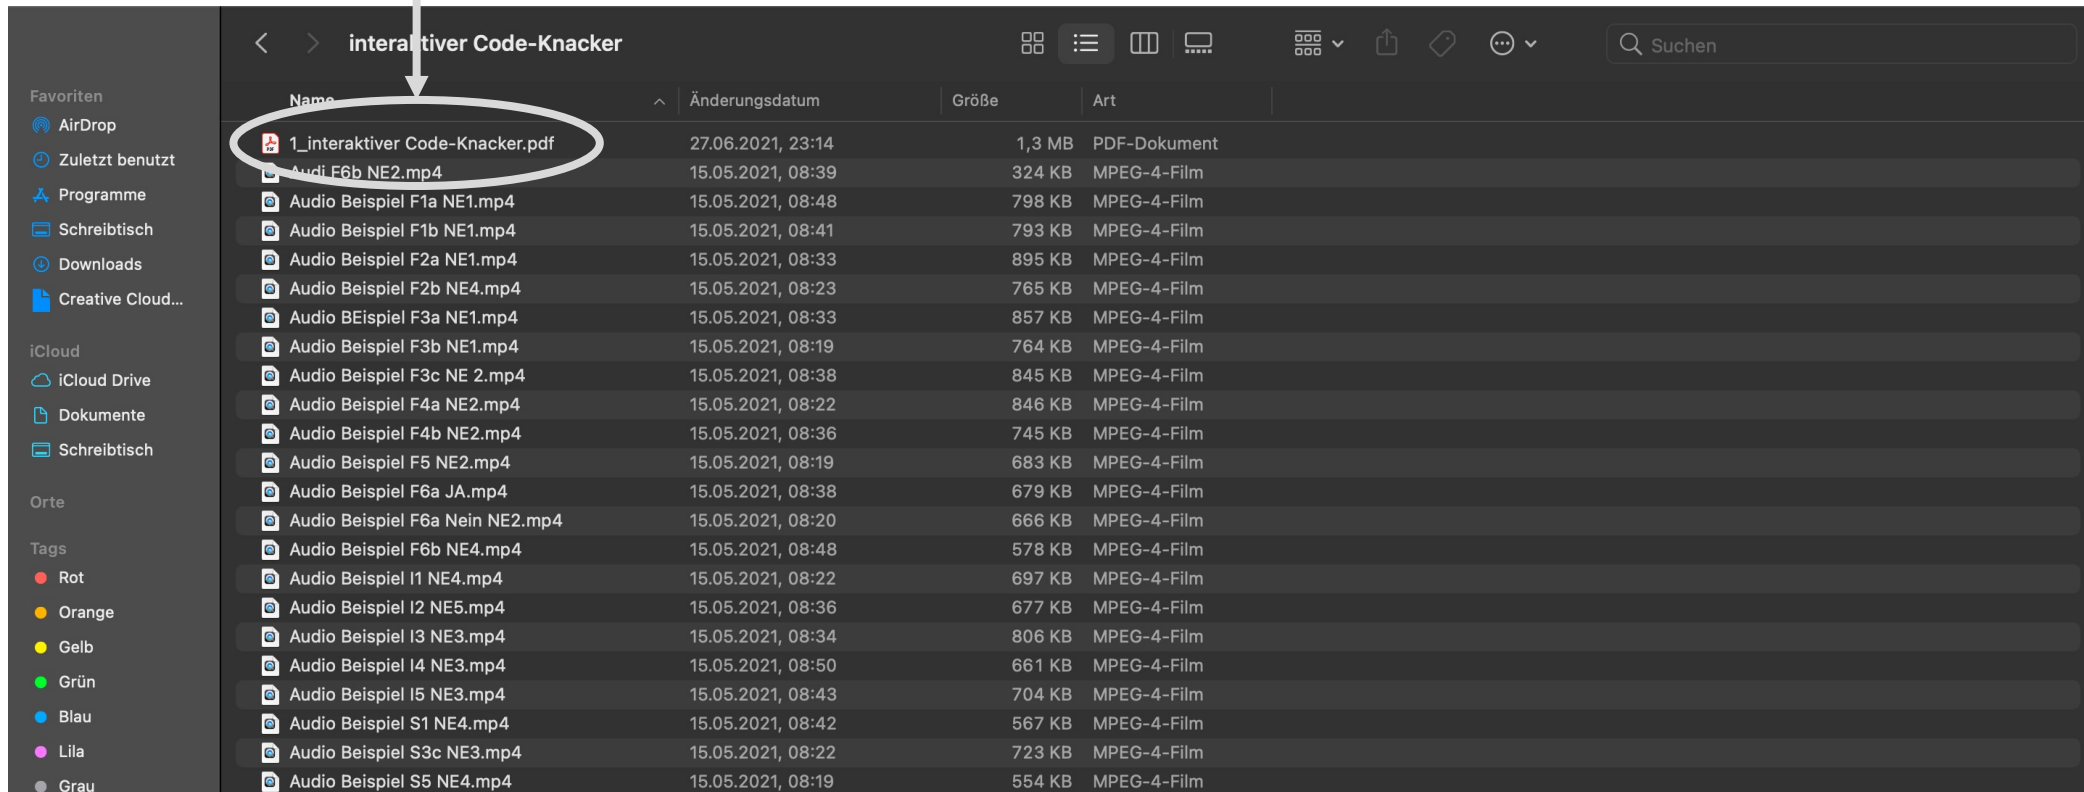 interaktiver Code-Knacker
Suchen
Favoriten
AirDrop
Zuletzt benutzt
Programme
Schreibtisch
Downloads
Creative Cloud...
iCloud
iCloud Drive
Dokumente
Schreibtisch
Orte
Tags
Rot
Orange
Gelb
Grün
Blau
Lila
Grau
Name Änderungsdatum Größe Art
1_interaktiver Code-Knacker.pdf 27.06.2021, 23:14 1,3 MB PDF-Dokument
Audi F6b NE2.mp4 15.05.2021, 08:39 324 KB MPEG-4-Film
Audio Beispiel F1a NE1.mp4 15.05.2021, 08:48 798 KB MPEG-4-Film
Audio Beispiel F1b NE1.mp4 15.05.2021, 08:41 793 KB MPEG-4-Film
Audio Beispiel F2a NE1.mp4 15.05.2021, 08:33 895 KB MPEG-4-Film
Audio Beispiel F2b NE4.mp4 15.05.2021, 08:23 765 KB MPEG-4-Film
Audio BEispiel F3a NE1.mp4 15.05.2021, 08:33 857 KB MPEG-4-Film
Audio Beispiel F3b NE1.mp4 15.05.2021, 08:19 764 KB MPEG-4-Film
Audio Beispiel F3c NE 2.mp4 15.05.2021, 08:38 845 KB MPEG-4-Film
Audio Beispiel F4a NE2.mp4 15.05.2021, 08:22 846 KB MPEG-4-Film
Audio Beispiel F4b NE2.mp4 15.05.2021, 08:36 745 KB MPEG-4-Film
Audio Beispiel F5 NE2.mp4 15.05.2021, 08:19 683 KB MPEG-4-Film
Audio Beispiel F6a JA.mp4 15.05.2021, 08:38 679 KB MPEG-4-Film
Audio Beispiel F6a Nein NE2.mp4 15.05.2021, 08:20 666 KB MPEG-4-Film
Audio Beispiel F6b NE4.mp4 15.05.2021, 08:48 578 KB MPEG-4-Film
Audio Beispiel I1 NE4.mp4 15.05.2021, 08:22 697 KB MPEG-4-Film
Audio Beispiel I2 NE5.mp4 15.05.2021, 08:36 677 KB MPEG-4-Film
Audio Beispiel I3 NE3.mp4 15.05.2021, 08:34 806 KB MPEG-4-Film
Audio Beispiel I4 NE3.mp4 15.05.2021, 08:50 661 KB MPEG-4-Film
Audio Beispiel I5 NE3.mp4 15.05.2021, 08:43 704 KB MPEG-4-Film
Audio Beispiel S1 NE4.mp4 15.05.2021, 08:42 567 KB MPEG-4-Film
Audio Beispiel S3c NE3.mp4 15.05.2021, 08:22 723 KB MPEG-4-Film
Audio Beispiel S5 NE4.mp4 15.05.2021, 08:19 554 KB MPEG-4-Film